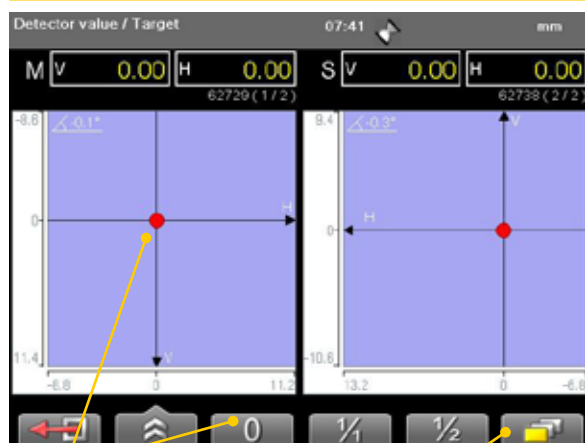 Detector value / Target 07:41 mm
M V 0.00 H 0.00 S V 0.00 H 0.00
62729(1/2) 62738(2/2)
-8.6 -0.1° 9.4 -0.3° V
H H
0 0
11.4 V -10.6
-6.8 0 11.2 13.2 0 -6.8
0 1/1 1/2